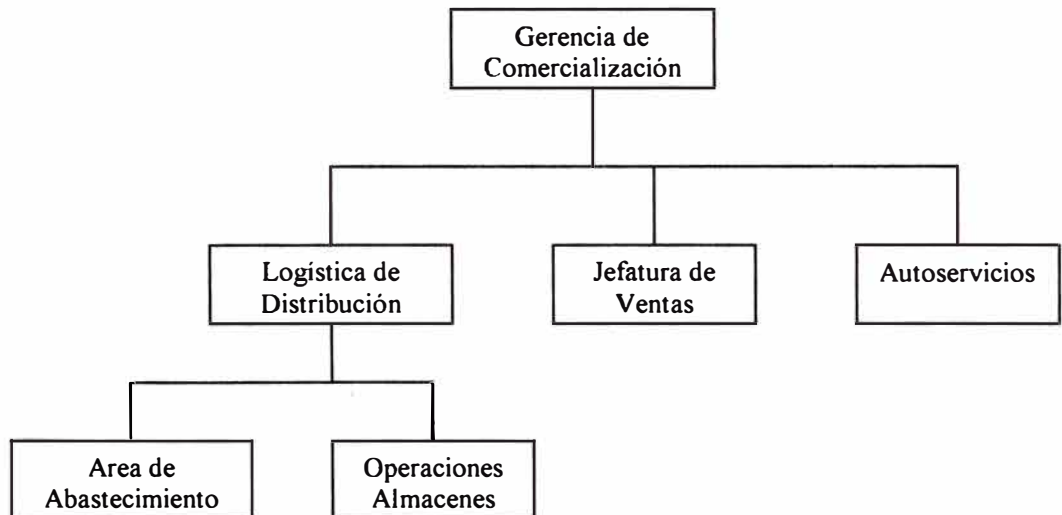 Gerencia de
Comercialización
Logística de
Distribución
Jefatura de
Ventas
Autoservicios
Area de
Abastecimiento
Operaciones
Almacenes